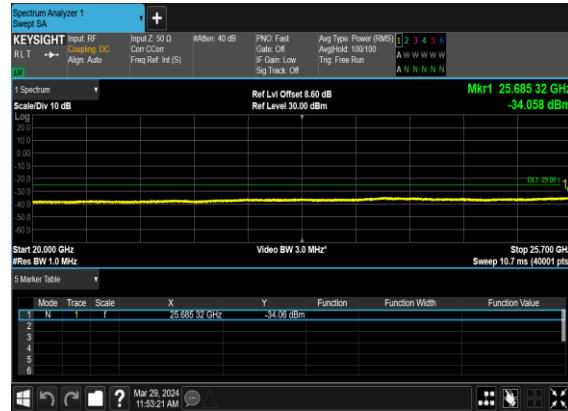 Spectrum Analyzer 1
Swept SA
+
KEYSIGHT Input: RF Input Z: 50 Ω #Atten: 40 dB PNO: Fast Avg Type: Power (RMS) 1 2 3 4 5 6
RLT Coupling: DC Corr CCorr Gate: Off Avg|Hold: 100/100 A W W W W W
Align: Auto Freq Ref: Int (S) IF Gain: Low Trig: Free Run
LW Sig Track: Off A N N N N N
1 Spectrum Ref Lvl Offset 8.60 dB Mkr1 25.685 32 GHz
Scale/Div 10 dB Ref Level 30.00 dBm -34.058 dBm
Log
20.0
10.0
0.00
-10.0
-20.0
DL1 -25.00
-30.0
-40.0
-50.0
-60.0
Start 20.000 GHz Video BW 3.0 MHz* Stop 25.700 GHz
#Res BW 1.0 MHz Sweep 10.7 ms (40001 pts
5 Marker Table
Mode Trace Scale X Y Function Function Width Function Value
1 N 1 f 25.685 32 GHz -34.06 dBm
2
3
4
5
6
? Mar 29, 2024
11:53:21 AM